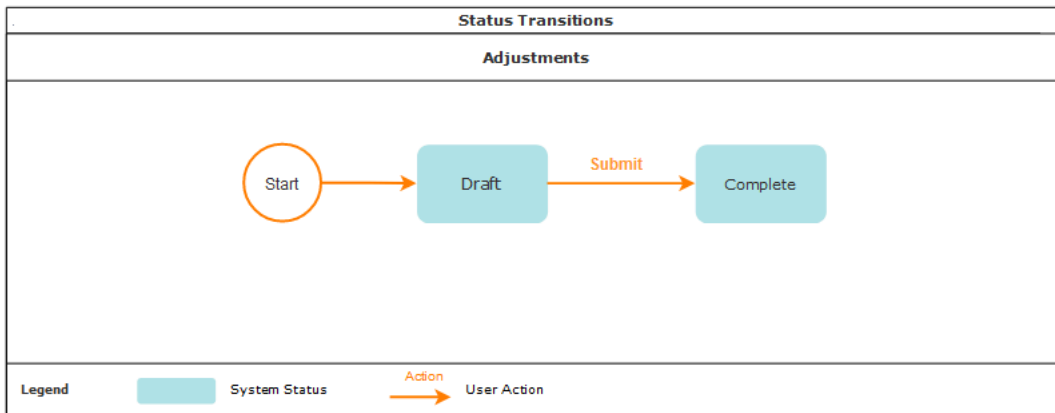 Status Transitions
Adjustments
Start
Draft
Submit
Complete
Legend
System Status
Action
User Action